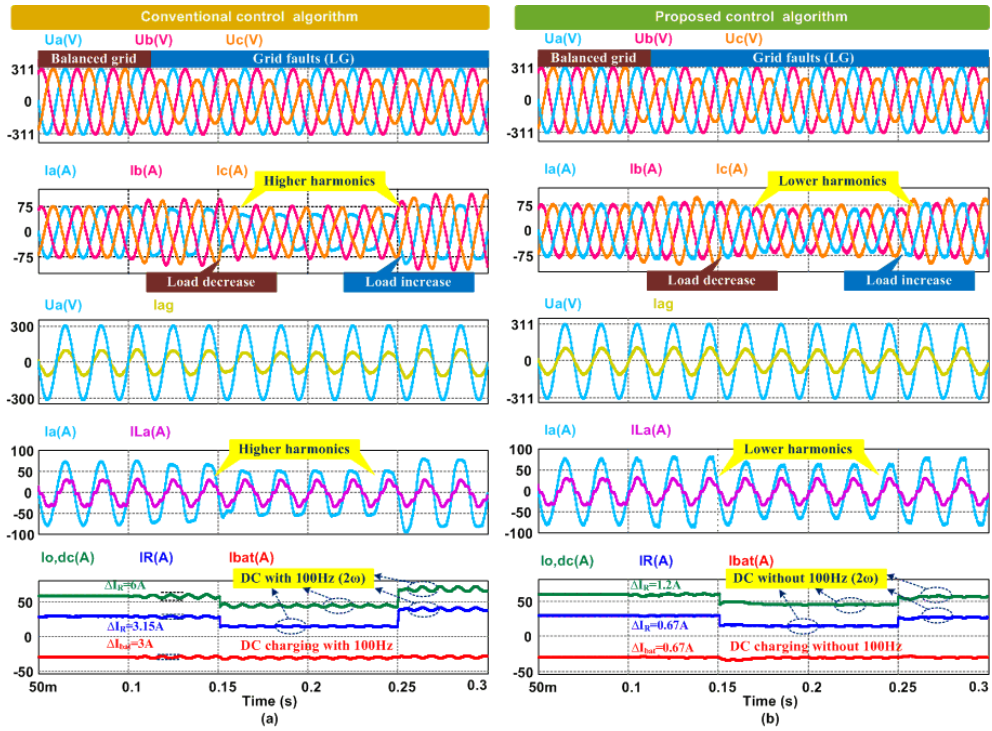 Conventional control algorithm
Ua(V) Ub(V) Uc(V)
Balanced grid Grid faults (LG)
311
0
-311
Ia(A) Ib(A) Ic(A)
Higher harmonics
75
0
-75
Load decrease Load increase
Ua(V) Iag
300
0
-300
Ia(A) ILa(A)
Higher harmonics
100
50
0
-50
-100
Io,dc(A) IR(A) Ibat(A)
ΔI_R=6A DC with 100Hz (2ω)
50
ΔI_R=3.15A
0
ΔI_bat=3A DC charging with 100Hz
-50
50m 0.1 0.15 0.2 0.25 0.3
Time (s)
(a)
Proposed control algorithm
Ua(V) Ub(V) Uc(V)
Balanced grid Grid faults (LG)
311
0
-311
Ia(A) Ib(A) Ic(A)
Lower harmonics
75
0
-75
Load decrease Load increase
Ua(V) Iag
311
0
-311
Ia(A) ILa(A)
Lower harmonics
100
50
0
-50
-100
Io,dc(A) IR(A) Ibat(A)
ΔI_R=1.2A DC without 100Hz (2ω)
50
ΔI_R=0.67A
0
ΔI_bat=0.67A DC charging without 100Hz
-50
50m 0.1 0.15 0.2 0.25 0.3
Time (s)
(b)